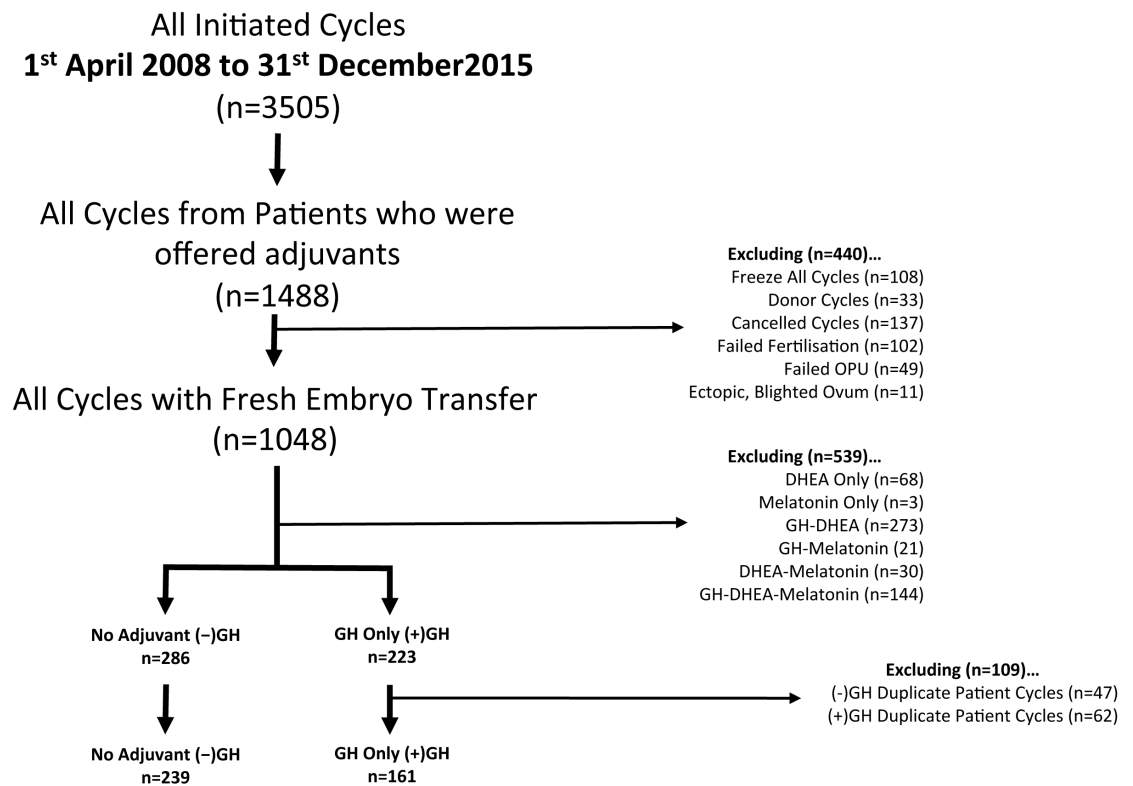 All Initiated Cycles
1st April 2008 to 31st December2015
(n=3505)
All Cycles from Patients who were
offered adjuvants
(n=1488)
Excluding (n=440)...
Freeze All Cycles (n=108)
Donor Cycles (n=33)
Cancelled Cycles (n=137)
Failed Fertilisation (n=102)
Failed OPU (n=49)
Ectopic, Blighted Ovum (n=11)
All Cycles with Fresh Embryo Transfer
(n=1048)
Excluding (n=539)...
DHEA Only (n=68)
Melatonin Only (n=3)
GH-DHEA (n=273)
GH-Melatonin (21)
DHEA-Melatonin (n=30)
GH-DHEA-Melatonin (n=144)
No Adjuvant (−)GH
n=286
GH Only (+)GH
n=223
Excluding (n=109)...
(-)GH Duplicate Patient Cycles (n=47)
(+)GH Duplicate Patient Cycles (n=62)
No Adjuvant (−)GH
n=239
GH Only (+)GH
n=161